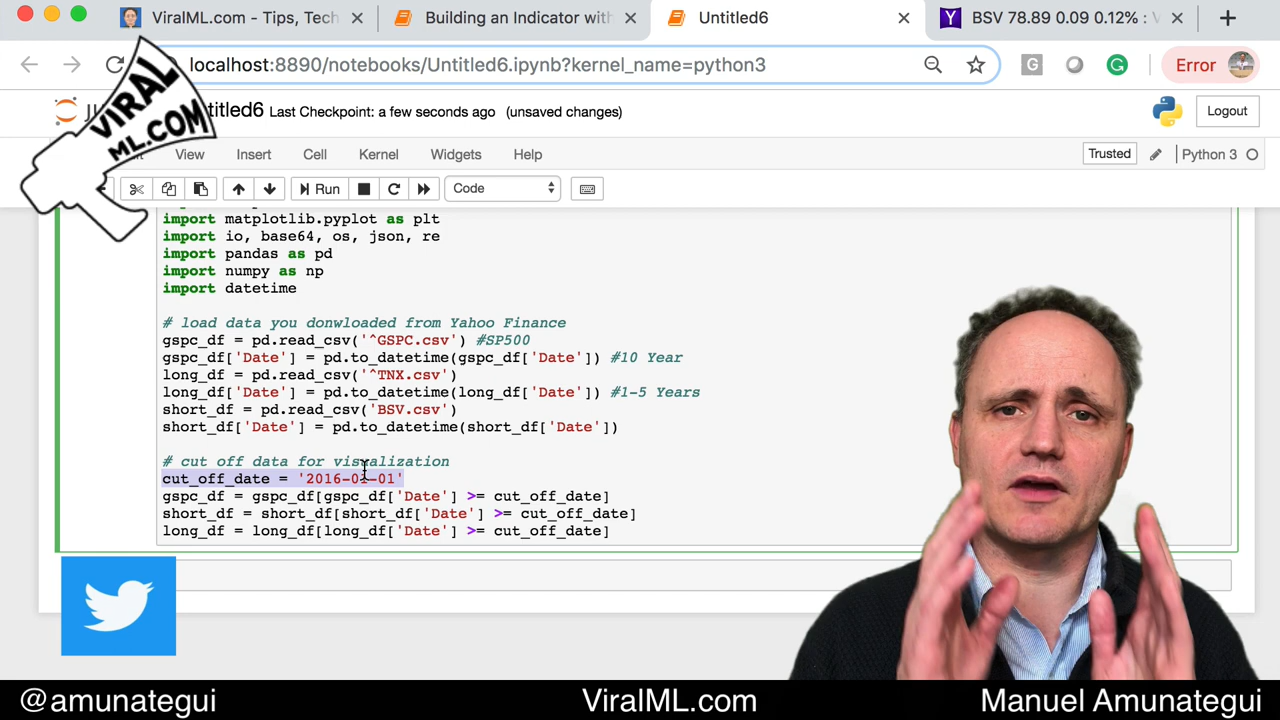 ViralML.com - Tips, Tech
Building an Indicator with
Untitled6
BSV 78.89 0.09 0.12% :
localhost:8890/notebooks/Untitled6.ipynb?kernel_name=python3
Error
VIRAL
ML.COM
Last Checkpoint: a few seconds ago (unsaved changes)
Logout
View Insert Cell Kernel Widgets Help
Trusted
Python 3
Run
Code
import matplotlib.pyplot as plt
import io, base64, os, json, re
import pandas as pd
import numpy as np
import datetime
# load data you donwloaded from Yahoo Finance
gspc_df = pd.read_csv('^GSPC.csv') #SP500
gspc_df['Date'] = pd.to_datetime(gspc_df['Date']) #10 Year
long_df = pd.read_csv('^TNX.csv')
long_df['Date'] = pd.to_datetime(long_df['Date']) #1-5 Years
short_df = pd.read_csv('BSV.csv')
short_df['Date'] = pd.to_datetime(short_df['Date'])
# cut off data for visualization
cut_off_date = '2016-01-01'
gspc_df = gspc_df[gspc_df['Date'] >= cut_off_date]
short_df = short_df[short_df['Date'] >= cut_off_date]
long_df = long_df[long_df['Date'] >= cut_off_date]
@amunategui
ViralML.com
Manuel Amunategui